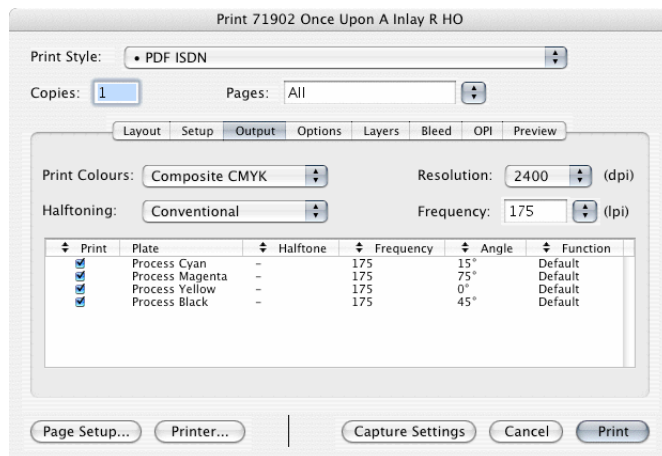 Print 71902 Once Upon A Inlay R HO
Print Style: • PDF ISDN
Copies: 1 Pages: All
Layout Setup Output Options Layers Bleed OPI Preview
Print Colours: Composite CMYK Resolution: 2400 (dpi)
Halftoning: Conventional Frequency: 175 (lpi)
Print Plate Halftone Frequency Angle Function
Process Cyan – 175 15° Default
Process Magenta – 175 75° Default
Process Yellow – 175 0° Default
Process Black – 175 45° Default
Page Setup... Printer... Capture Settings Cancel Print